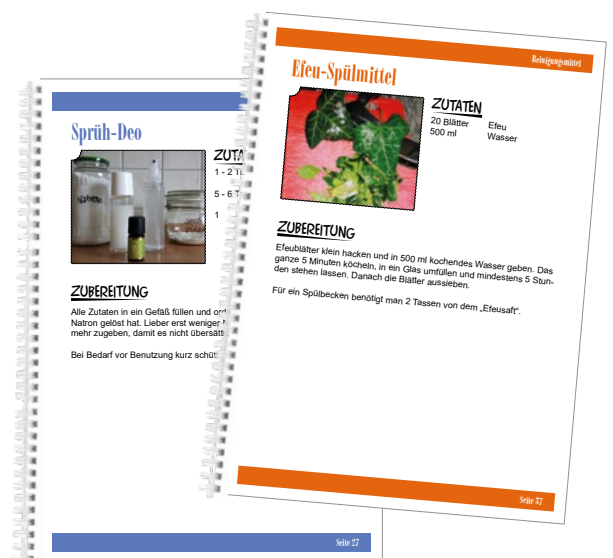 Reinigungsmittel
Efeu-Spülmittel
ZUTATEN
20 Blätter Efeu
500 ml Wasser
ZUBEREITUNG
Efeublätter klein hacken und in 500 ml kochendes Wasser geben. Das
ganze 5 Minuten köcheln, in ein Glas umfüllen und mindestens 5 Stun-
den stehen lassen. Danach die Blätter aussieben.
Für ein Spülbecken benötigt man 2 Tassen von dem „Efeusaft“.
Seite 37
Sprüh-Deo
Natron
ZUTA
1 - 2 T
5 - 6 T
1
ZUBEREITUNG
Alle Zutaten in ein Gefäß füllen und
Natron gelöst hat. Lieber erst weniger
mehr zugeben, damit es nicht übersätt
Bei Bedarf vor Benutzung kurz schüt
Seite 27